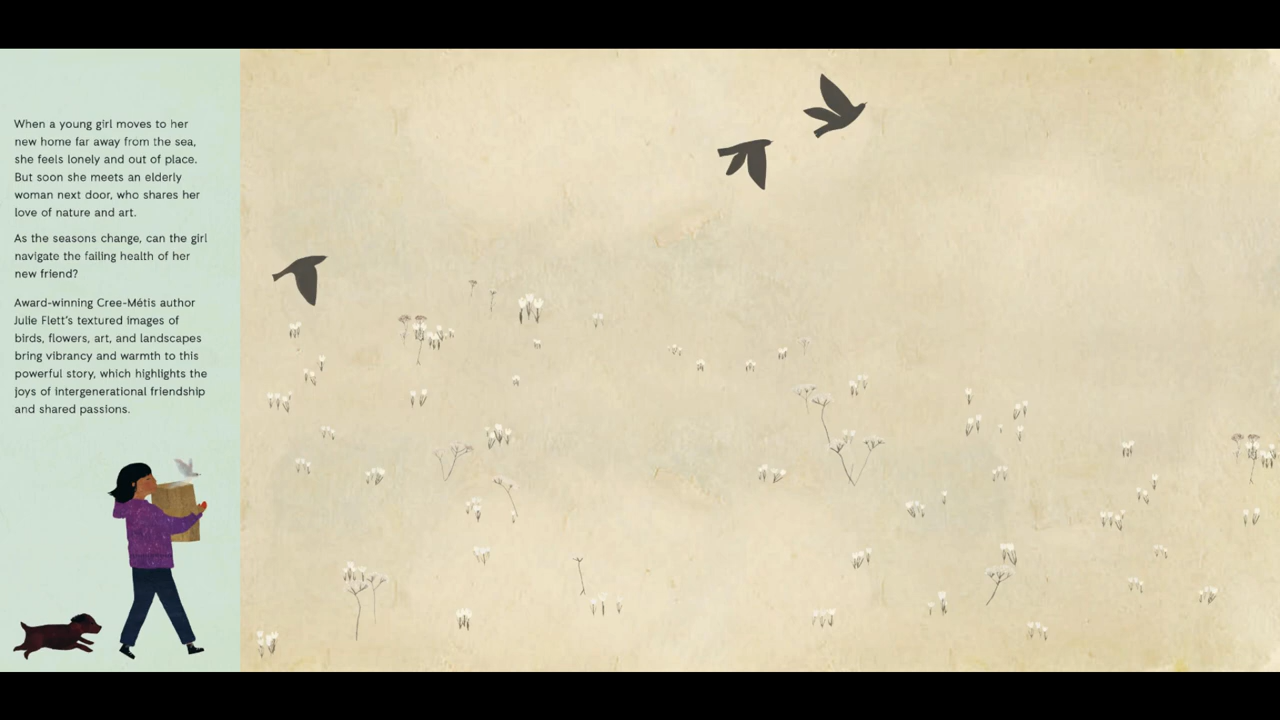 When a young girl moves to her
new home far away from the sea,
she feels lonely and out of place.
But soon she meets an elderly
woman next door, who shares her
love of nature and art.
As the seasons change, can the girl
navigate the failing health of her
new friend?
Award-winning Cree-Métis author
Julie Flett’s textured images of
birds, flowers, art, and landscapes
bring vibrancy and warmth to this
powerful story, which highlights the
joys of intergenerational friendship
and shared passions.